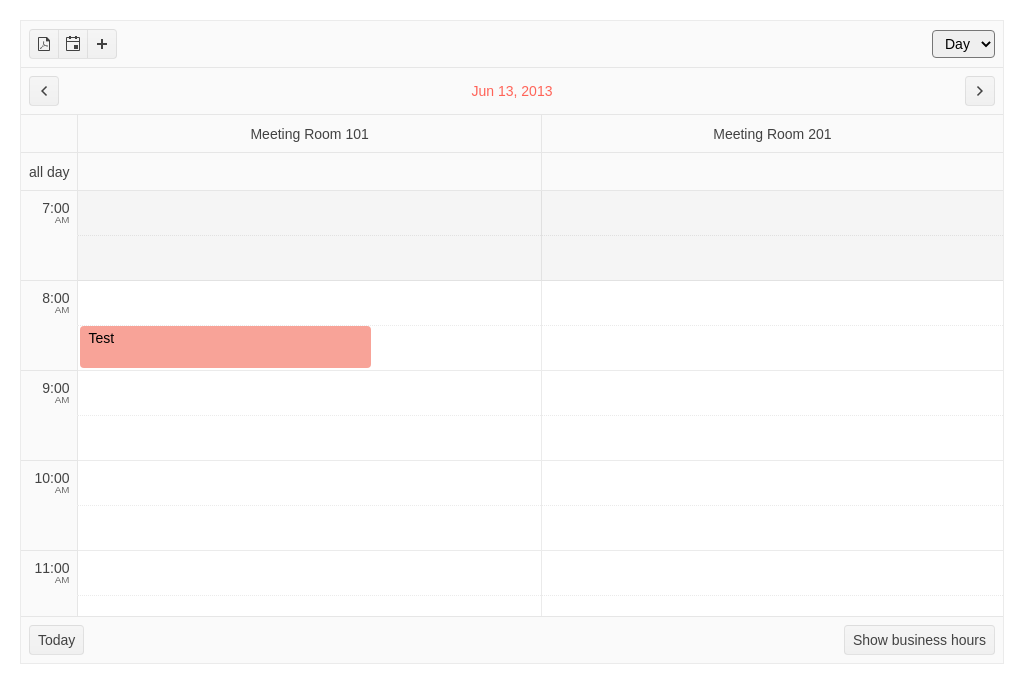 Day
Jun 13, 2013
Meeting Room 101 Meeting Room 201
all day
7:00
AM
8:00
AM
Test
9:00
AM
10:00
AM
11:00
AM
Today Show business hours